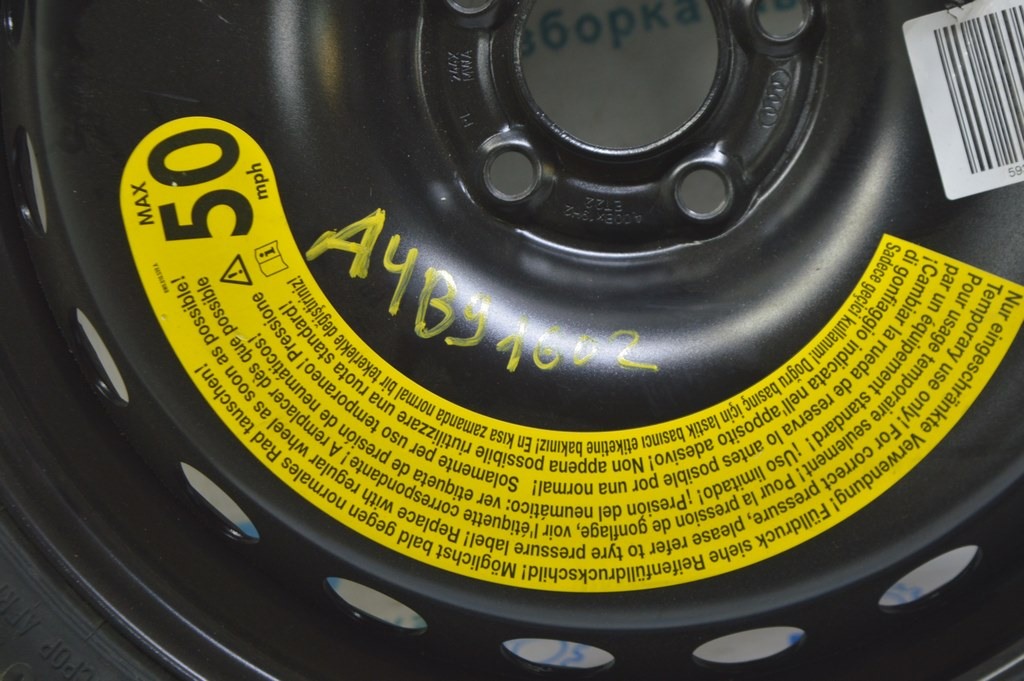 MAX
50
mph
Nur eingeschränkte Verwendung! Fülldruck siehe Reifenfülldruckschild! Möglichst bald gegen normales Rad tauschen!
Temporary use only! For correct pressure, please refer to tyre pressure label! Replace with regular wheel as soon as possible!
Pour usage temporaire seulement! Pour la pression de gonflage, voir l'étiquette correspondante! A remplacer dès que possible
par un équipement standard! ¡Uso limitado! ¡Presión del neumático: ver etiqueta de presión de neumáticos!
¡Cambiar la rueda de reserva lo antes posible por una normal! Solamente per uso temporaneo! Pressione
di gonfiaggio indicata nell'apposito adesivo! Non appena possibile riutilizzare una ruota standard!
Sadece geçici kullanım! Doğru basınç için lastik basıncı etiketine bakınız! En kısa zamanda normal bir tekerlekle değiştiriniz!
A4B9 1602
зборка
ET22